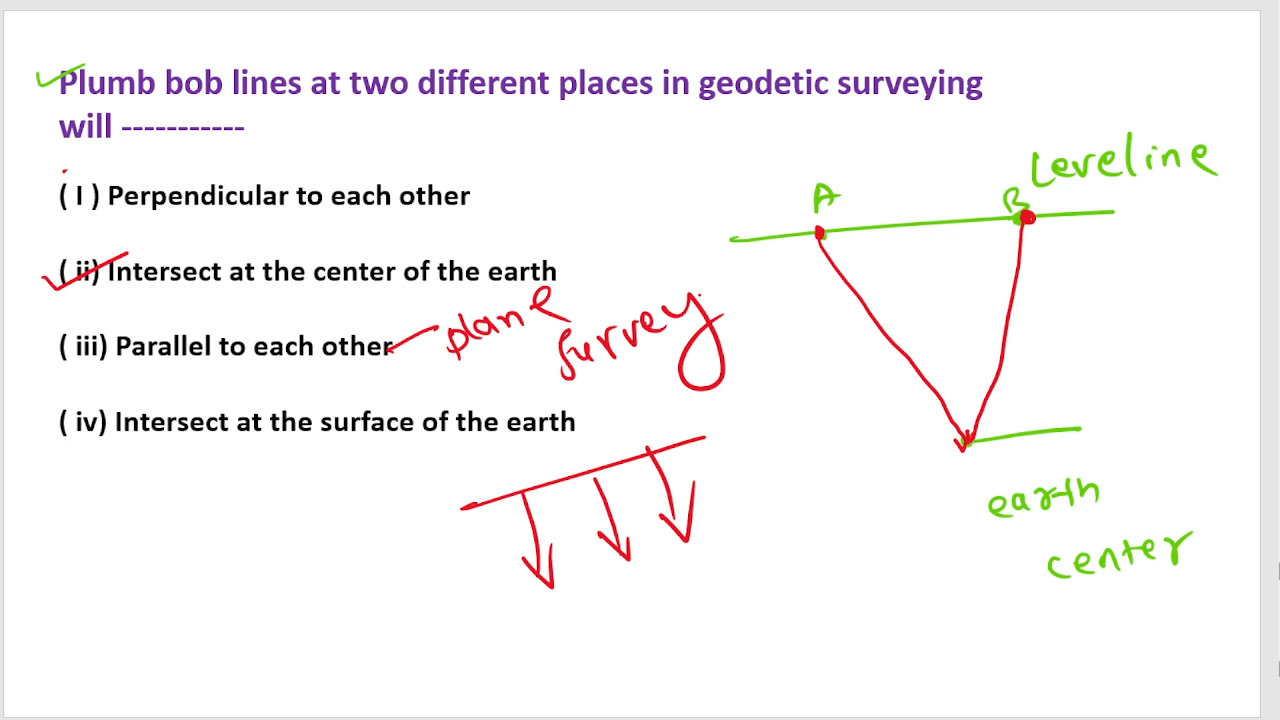 Plumb bob lines at two different places in geodetic surveying
will -----------
( I ) Perpendicular to each other
( ii) Intersect at the center of the earth
( iii) Parallel to each other
plane
survey
( iv) Intersect at the surface of the earth
A
B
Leveline
earth
center